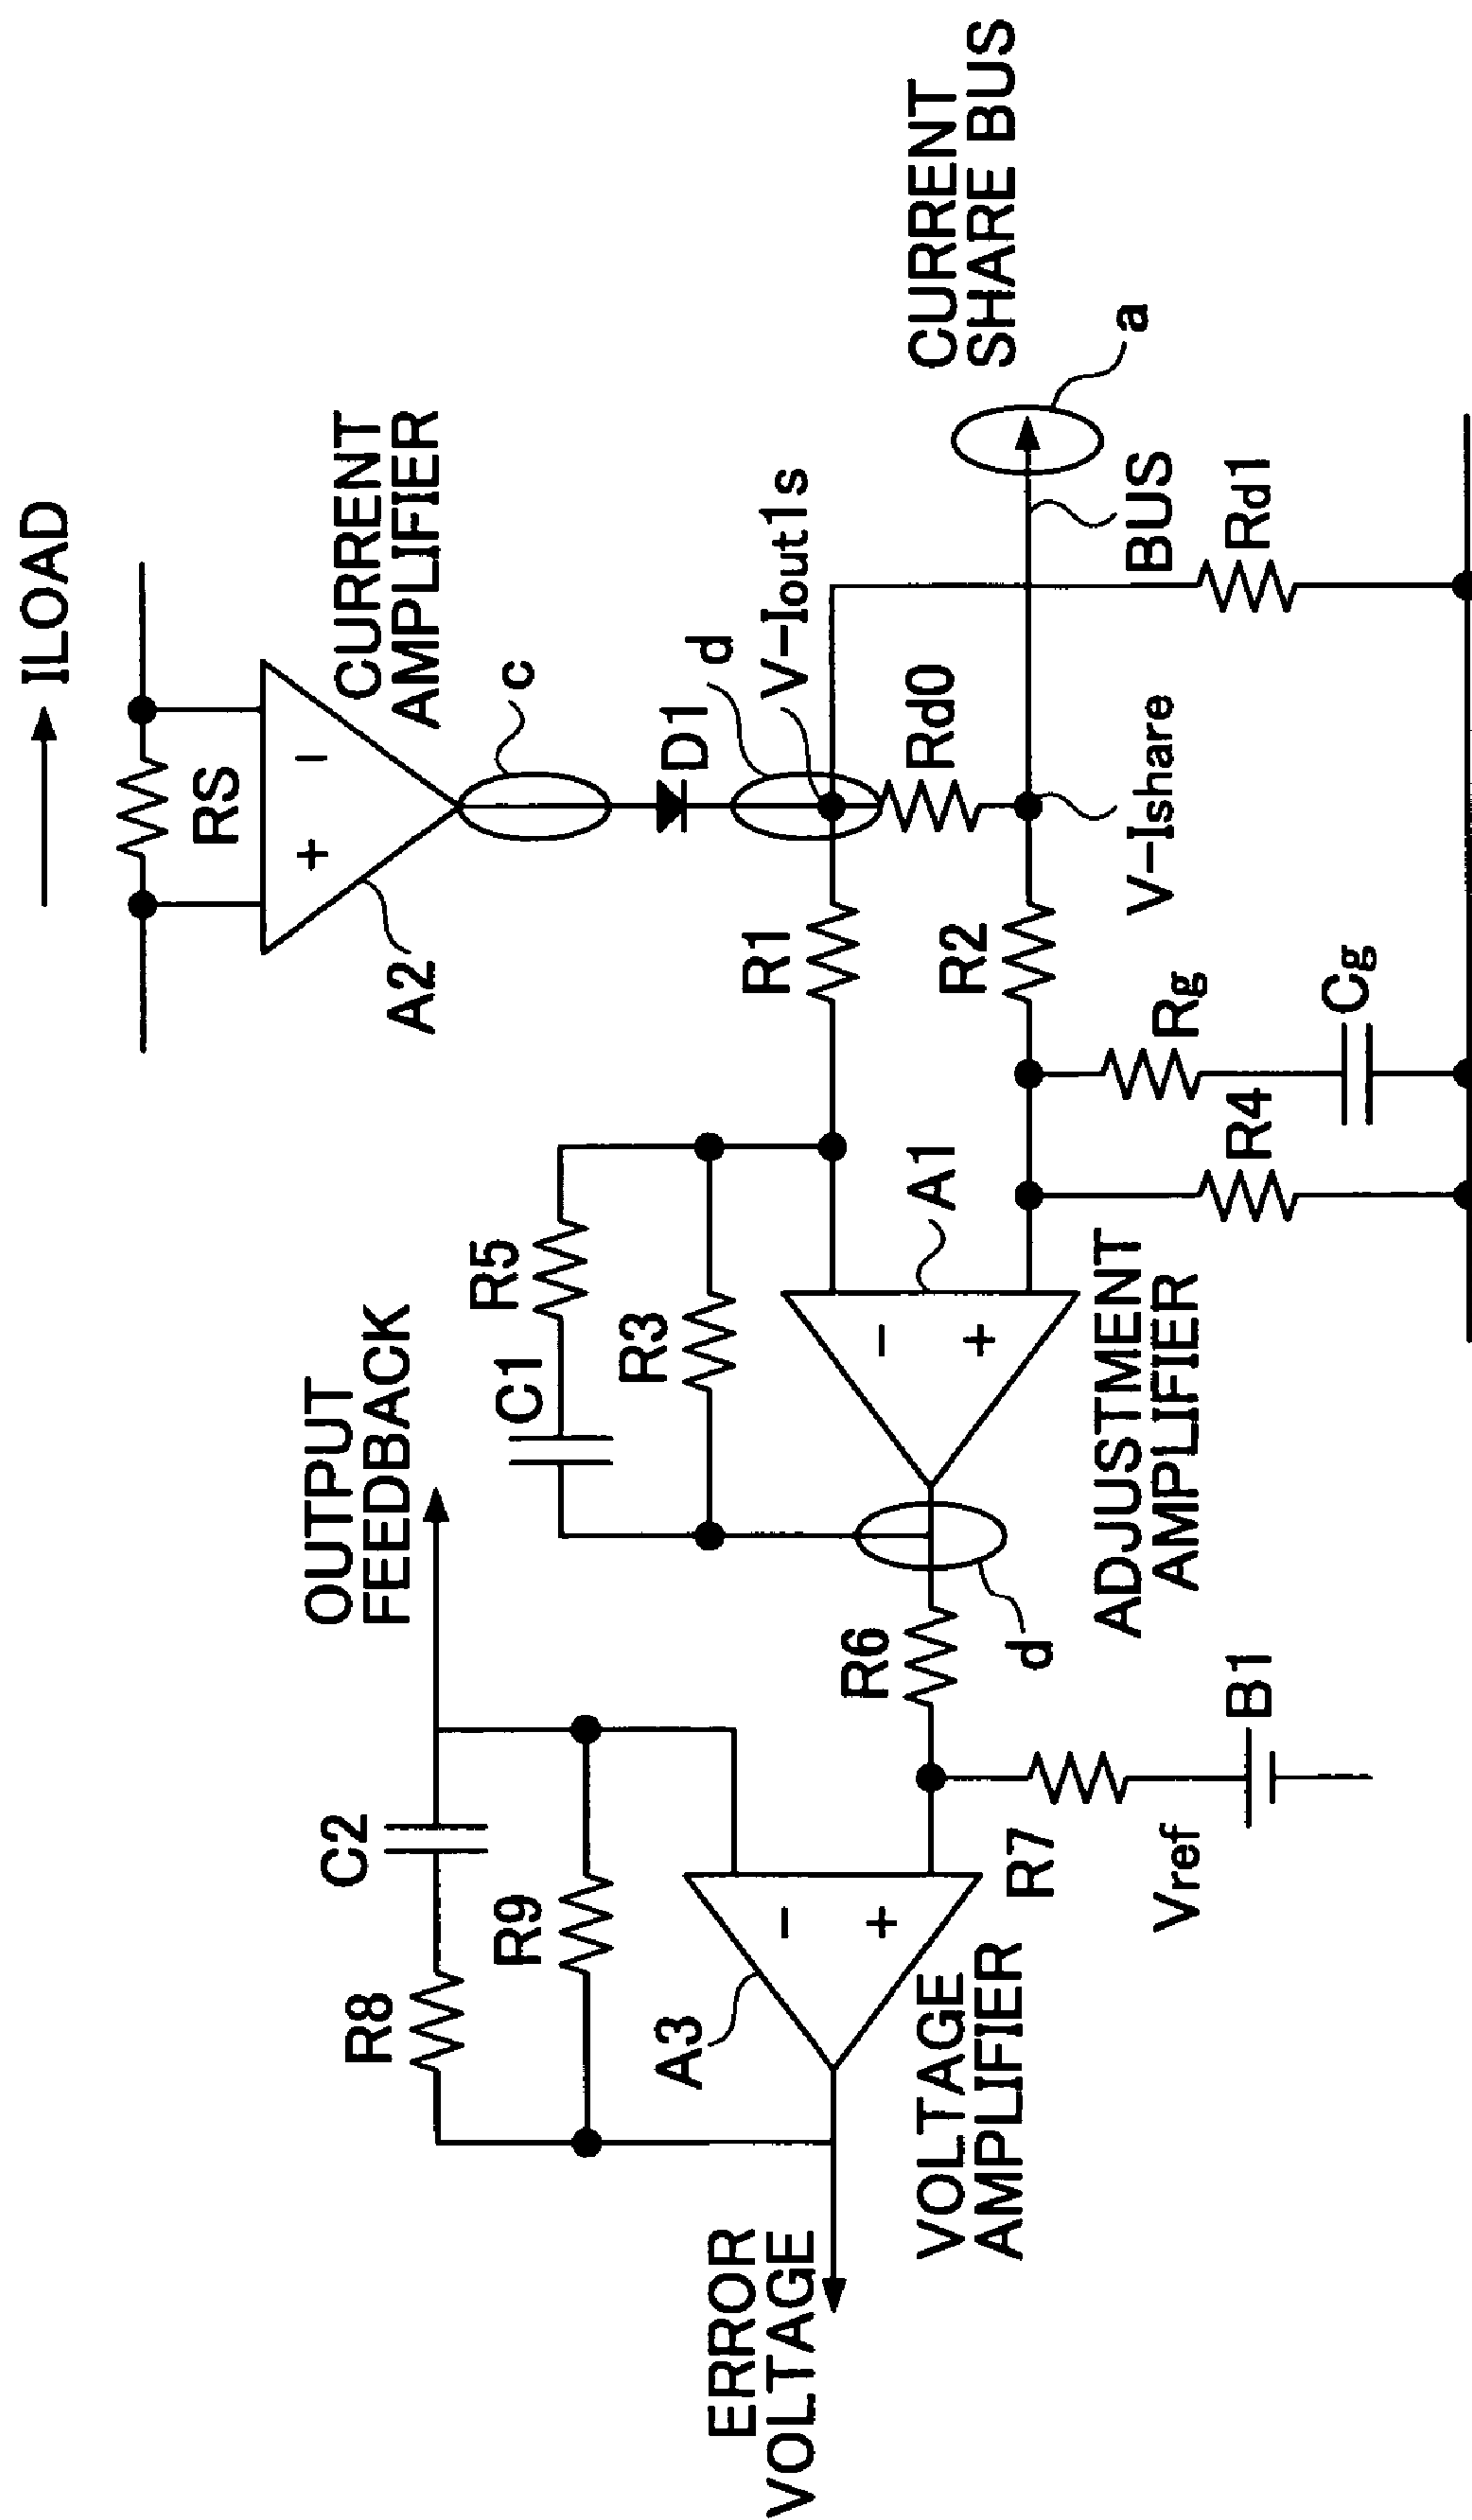 ILOAD
RS
−
+
CURRENT
AMPLIFIER
A2
c
D1
d
V-Iout1s
CURRENT
SHARE BUS
a
BUS
Rd0
Rd1
V-Ishare
R1
R2
Rg
Cg
R4
OUTPUT
FEEDBACK
R5
C1
R3
A1
−
+
ADJUSTMENT
AMPLIFIER
d
R6
C2
R8
R9
A3
−
+
R7
Vref
B1
VOLTAGE
AMPLIFIER
ERROR
VOLTAGE